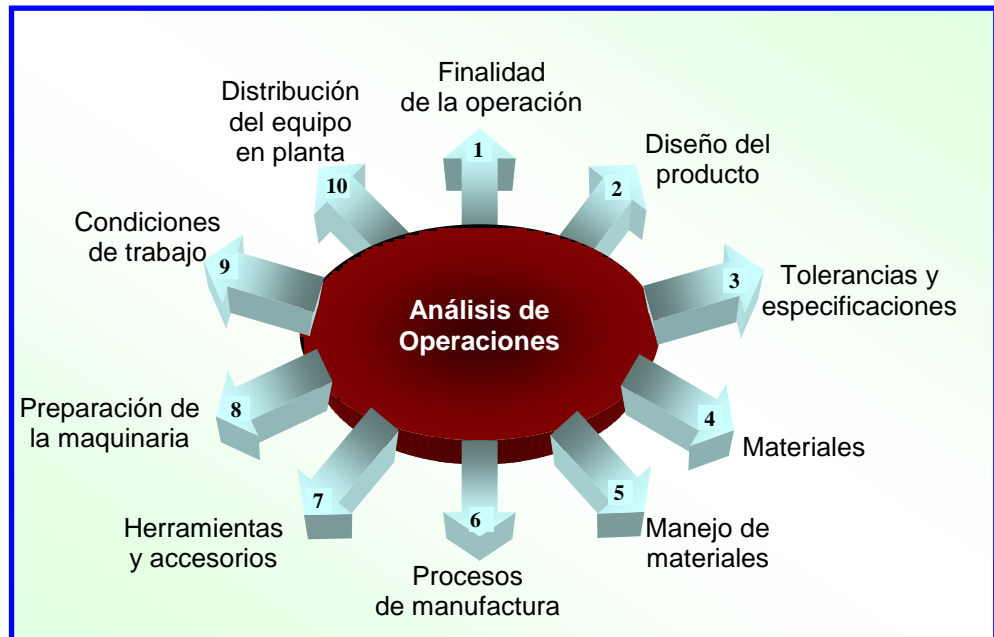 Análisis de
Operaciones
1
Finalidad
de la operación
2
Diseño del
producto
3
Tolerancias y
especificaciones
4
Materiales
5
Manejo de
materiales
6
Procesos
de manufactura
7
Herramientas
y accesorios
8
Preparación de
la maquinaria
9
Condiciones
de trabajo
10
Distribución
del equipo
en planta